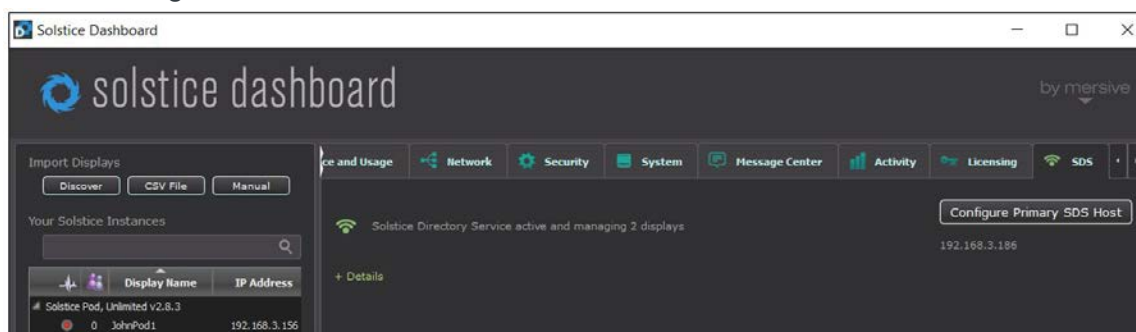 Solstice Dashboard
solstice dashboard
by mersive
Import Displays
Discover CSV File Manual
Your Solstice Instances
Display Name IP Address
Solstice Pod, Unlimited v2.8.3
0 JohnPod1 192.168.3.156
ce and Usage Network Security System Message Center Activity Licensing SDS
Solstice Directory Service active and managing 2 displays
Configure Primary SDS Host
192.168.3.186
+ Details